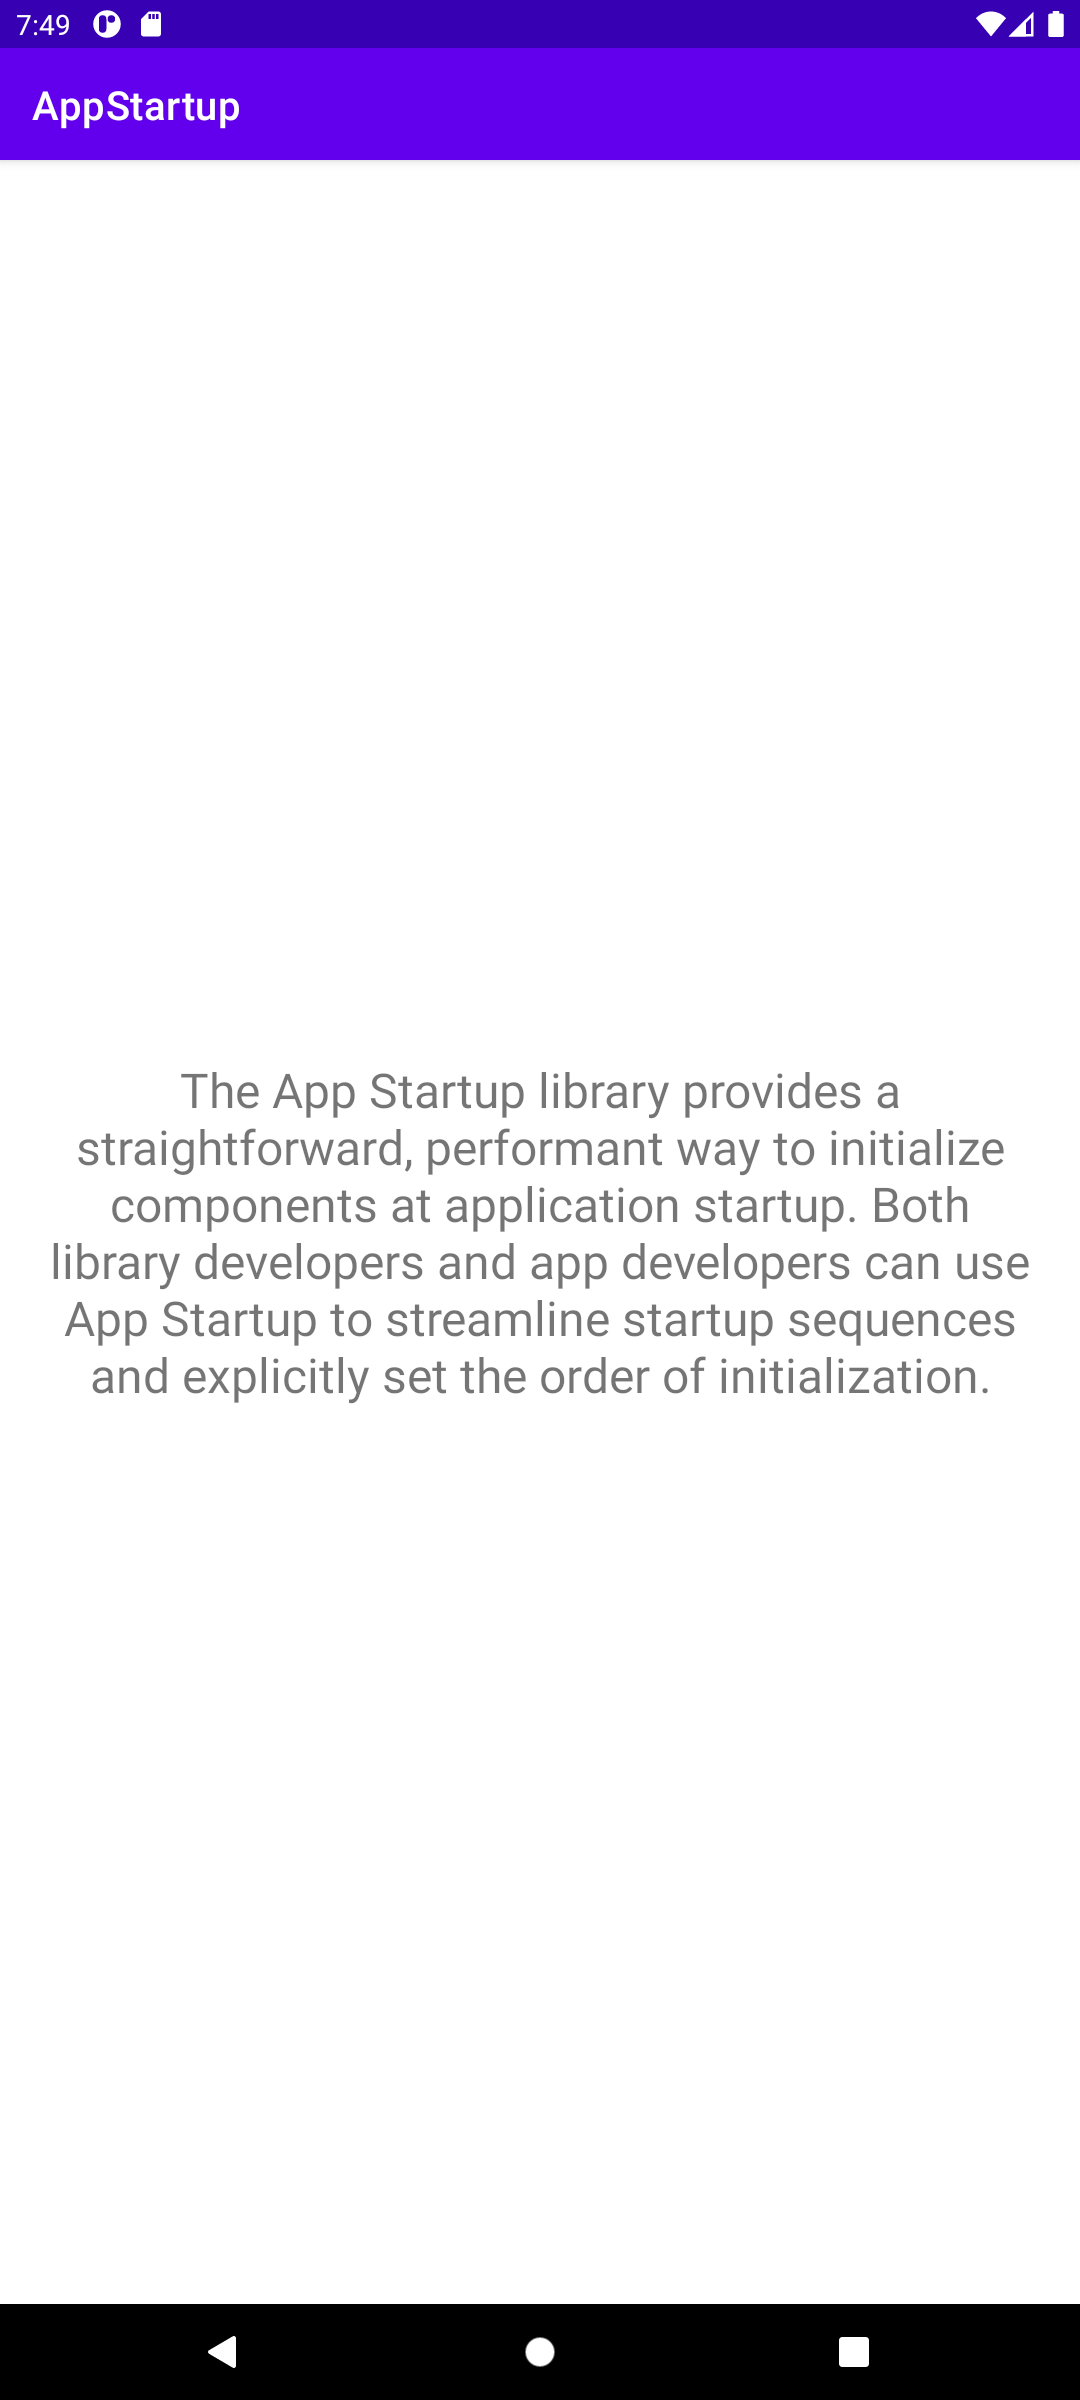 7:49
AppStartup
The App Startup library provides a
straightforward, performant way to initialize
components at application startup. Both
library developers and app developers can use
App Startup to streamline startup sequences
and explicitly set the order of initialization.